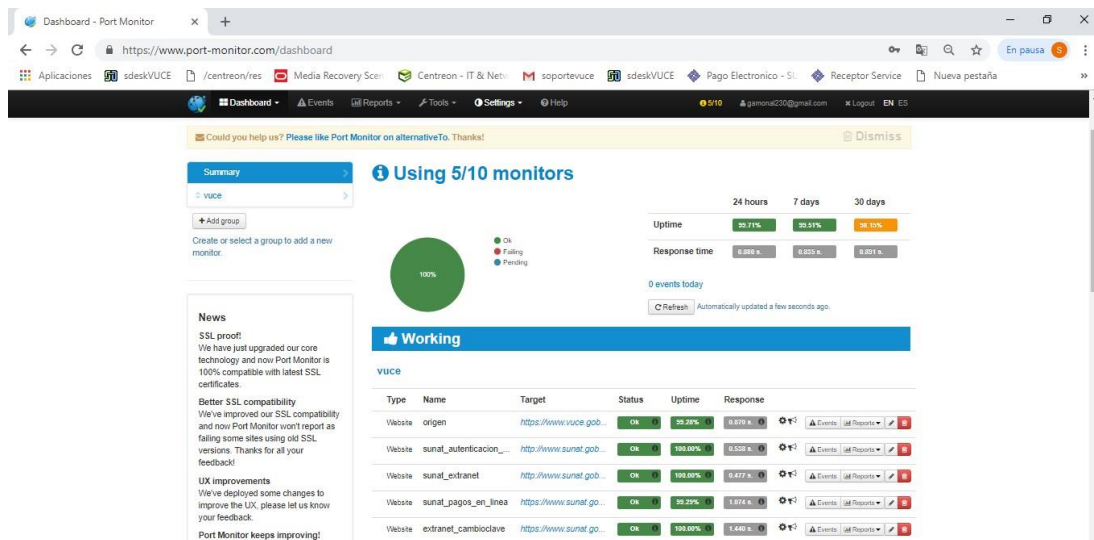 Dashboard - Port Monitor
https://www.port-monitor.com/dashboard
En pausa S
Aplicaciones sdeskVUCE /centreon/res Media Recovery Scen Centreon - IT & Netw soportevuce sdeskVUCE Pago Electronico - SU Receptor Service Nueva pestaña »
Dashboard Events Reports Tools Settings Help 5/10 gamonal230@gmail.com Logout EN ES
Could you help us? Please like Port Monitor on alternativeTo. Thanks! Dismiss
Summary
vuce
+ Add group
Create or select a group to add a new
monitor.
News
SSL proof!
We have just upgraded our core
technology and now Port Monitor is
100% compatible with latest SSL
certificates.
Better SSL compatibility
We've improved our SSL compatibility
and now Port Monitor won't report as
failing some sites using old SSL
versions. Thanks for all your
feedback!
UX improvements
We've deployed some changes to
improve the UX, please let us know
your feedback.
Port Monitor keeps improving!
Using 5/10 monitors
100%
Ok
Failing
Pending
24 hours 7 days 30 days
Uptime 99.71% 99.51% 98.15%
Response time 0.880 s. 0.835 s. 0.891 s.
0 events today
Refresh Automatically updated a few seconds ago.
Working
vuce
Type Name Target Status Uptime Response
Website origen https://www.vuce.gob... Ok 99.28% 0.870 s. Events Reports
Website sunat_autenticacion_... http://www.sunat.gob... Ok 100.00% 0.538 s. Events Reports
Website sunat_extranet http://www.sunat.gob... Ok 100.00% 0.477 s. Events Reports
Website sunat_pagos_en_linea https://www.sunat.go... Ok 99.29% 1.074 s. Events Reports
Website extranet_cambioclave https://www.sunat.go... Ok 100.00% 1.440 s. Events Reports